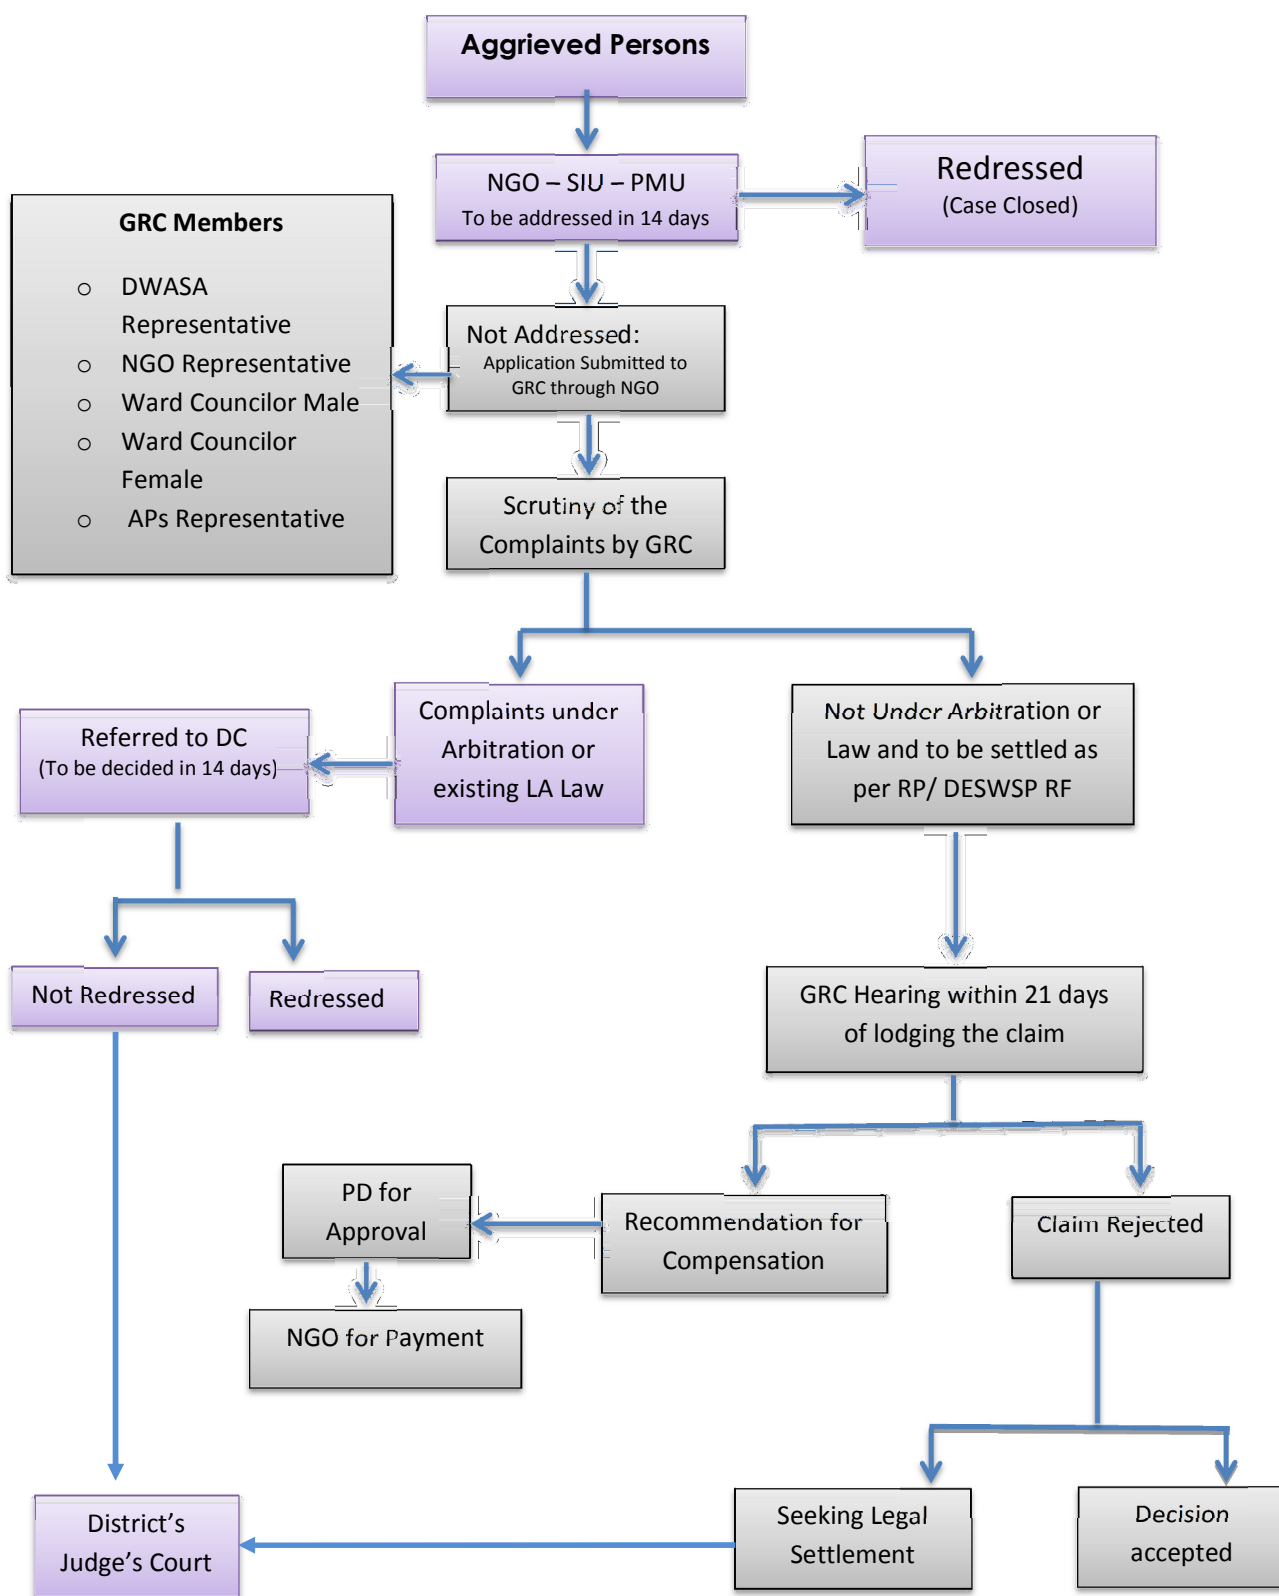 Aggrieved Persons
NGO – SIU – PMU
To be addressed in 14 days
Redressed
(Case Closed)
GRC Members
o DWASA
Representative
o NGO Representative
o Ward Councilor Male
o Ward Councilor
Female
o APs Representative
Not Addressed:
Application Submitted to
GRC through NGO
Scrutiny of the
Complaints by GRC
Complaints under
Arbitration or
existing LA Law
Not Under Arbitration or
Law and to be settled as
per RP/ DESWSP RF
Referred to DC
(To be decided in 14 days)
Not Redressed
Redressed
GRC Hearing within 21 days
of lodging the claim
PD for
Approval
Recommendation for
Compensation
Claim Rejected
NGO for Payment
District’s
Judge’s Court
Seeking Legal
Settlement
Decision
accepted